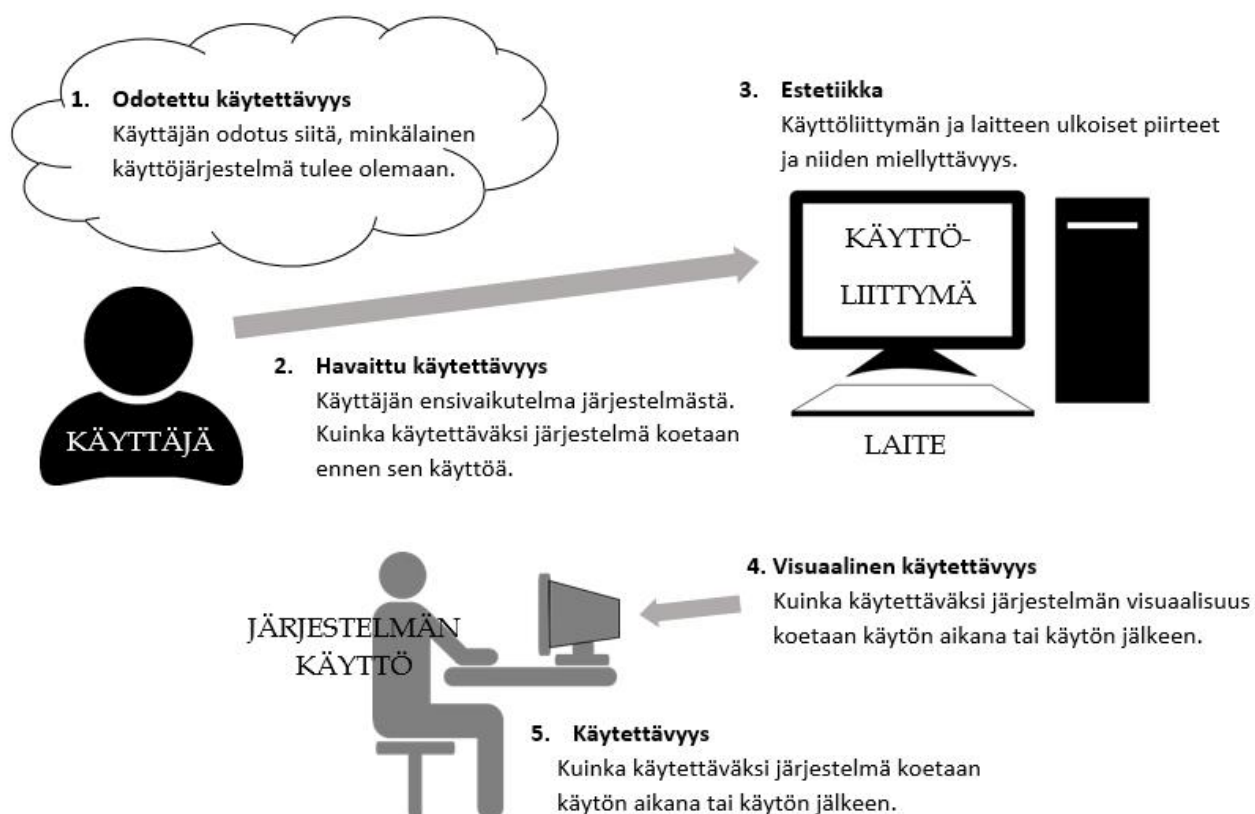 1. Odotettu käytettävyys
Käyttäjän odotus siitä, minkälainen
käyttöjärjestelmä tulee olemaan.
KÄYTTÄJÄ
2. Havaittu käytettävyys
Käyttäjän ensivaikutelma järjestelmästä.
Kuinka käytettäväksi järjestelmä koetaan
ennen sen käyttöä.
3. Estetiikka
Käyttöliittymän ja laitteen ulkoiset piirteet
ja niiden miellyttävyys.
KÄYTTÖ-
LIITTYMÄ
LAITE
4. Visuaalinen käytettävyys
Kuinka käytettäväksi järjestelmän visuaalisuus
koetaan käytön aikana tai käytön jälkeen.
JÄRJESTELMÄN
KÄYTTÖ
5. Käytettävyys
Kuinka käytettäväksi järjestelmä koetaan
käytön aikana tai käytön jälkeen.